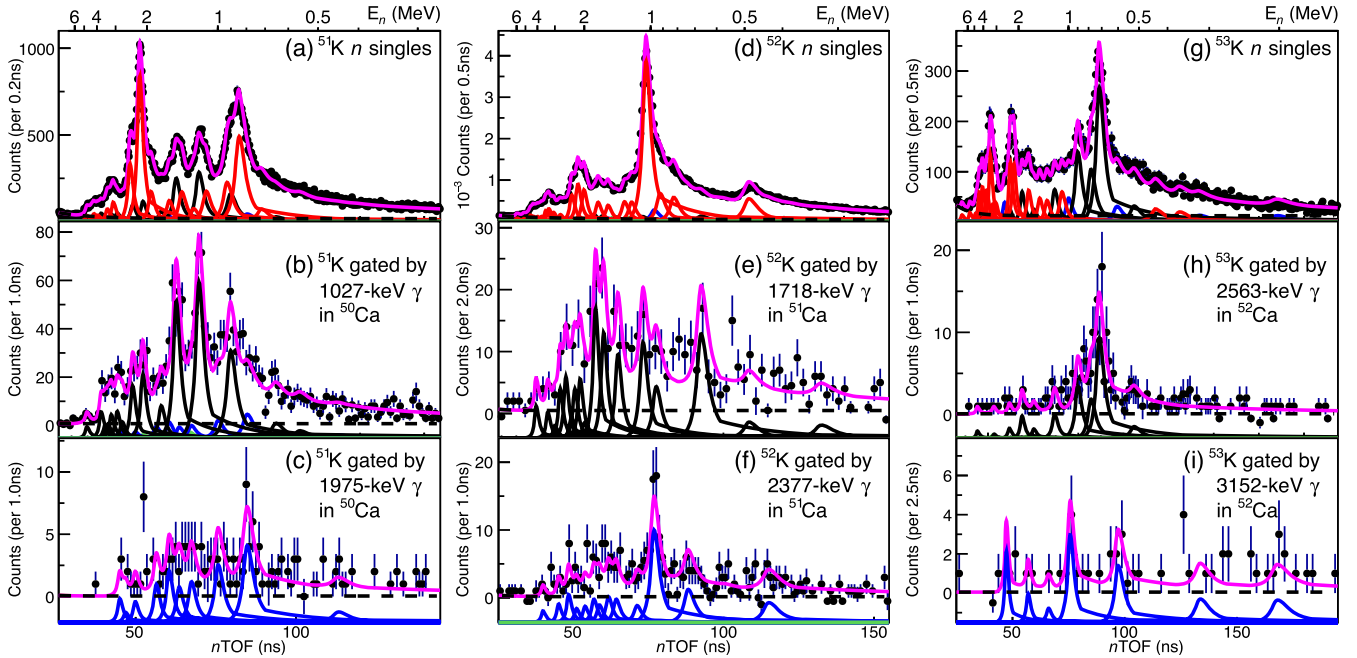 6 4 2 1 0.5 Eₙ (MeV)
6 4 2 1 0.5 Eₙ (MeV)
6 4 2 1 0.5 Eₙ (MeV)
(a) ⁵¹K n singles
1000
500
Counts (per 0.2ns)
(d) ⁵²K n singles
4
3
2
1
10⁻³ Counts (per 0.5ns)
(g) ⁵³K n singles
300
200
100
Counts (per 0.5ns)
(b) ⁵¹K gated by
1027-keV γ
in ⁵⁰Ca
80
60
40
20
0
Counts (per 1.0ns)
(e) ⁵²K gated by
1718-keV γ
in ⁵¹Ca
30
20
10
0
Counts (per 2.0ns)
(h) ⁵³K gated by
2563-keV γ
in ⁵²Ca
20
10
0
Counts (per 1.0ns)
(c) ⁵¹K gated by
1975-keV γ
in ⁵⁰Ca
10
5
0
Counts (per 1.0ns)
(f) ⁵²K gated by
2377-keV γ
in ⁵¹Ca
20
10
0
Counts (per 1.0ns)
(i) ⁵³K gated by
3152-keV γ
in ⁵²Ca
6
4
2
0
Counts (per 2.5ns)
50 100
nTOF (ns)
50 100 150
nTOF (ns)
50 100 150
nTOF (ns)